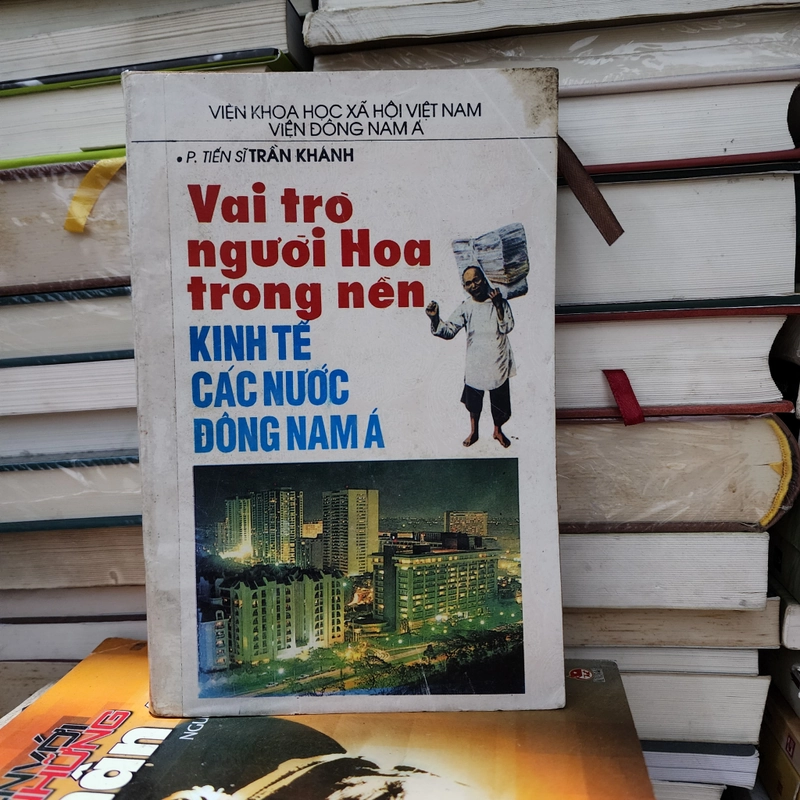 VIỆN KHOA HỌC XÃ HỘI VIỆT NAM
VIỆN ĐÔNG NAM Á
• P. TIẾN SĨ TRẦN KHÁNH
Vai trò
người Hoa
trong nền
KINH TẾ
CÁC NƯỚC
ĐÔNG NAM Á
NHỮNG